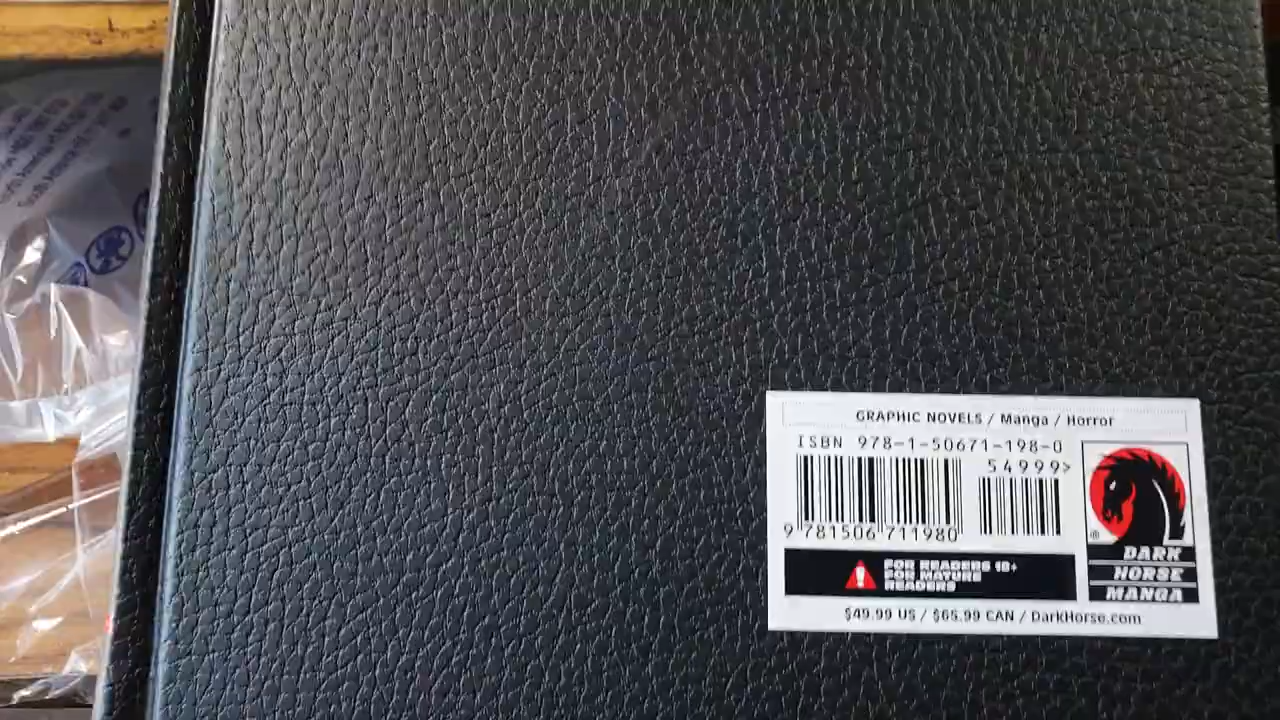 GRAPHIC NOVELS / Manga / Horror
ISBN 978-1-50671-198-0
54999>
9 781506 711980
FOR READERS 18+
FOR MATURE
READERS
®
DARK
HORSE
MANGA
$49.99 US / $65.99 CAN / DarkHorse.com